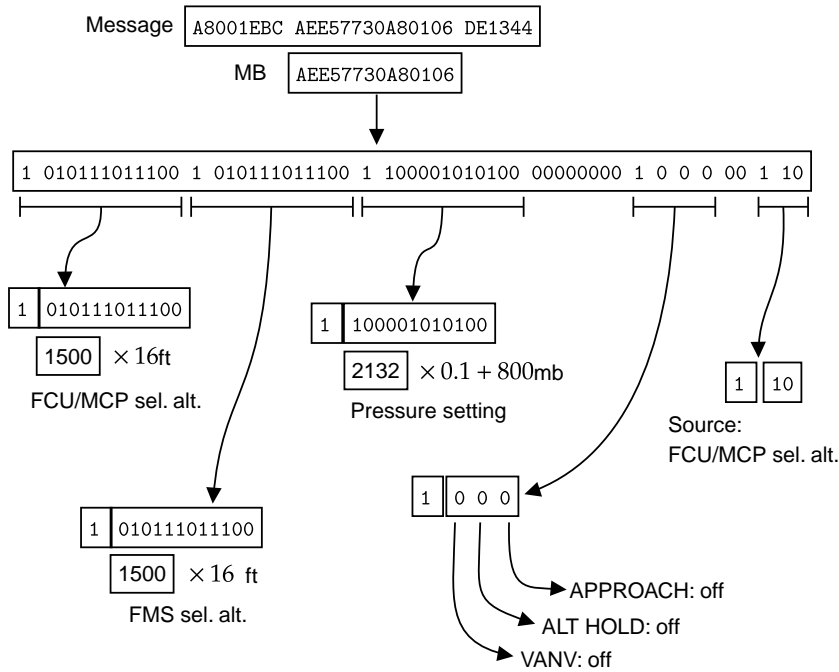 Message A8001EBC AEE57730A80106 DE1344
MB AEE57730A80106
1 010111011100 1 010111011100 1 100001010100 00000000 1 0 0 0 00 1 10
1 010111011100
1500 × 16ft
FCU/MCP sel. alt.
1 100001010100
2132 × 0.1 + 800mb
Pressure setting
1 10
Source:
FCU/MCP sel. alt.
1 0 0 0
1 010111011100
1500 × 16 ft
FMS sel. alt.
APPROACH: off
ALT HOLD: off
VANV: off